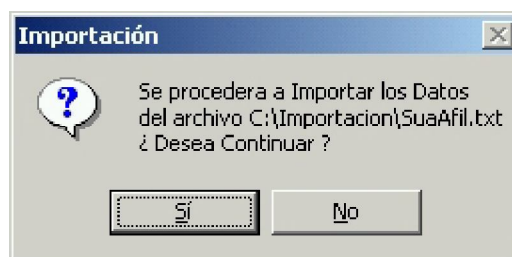 Importación
Se procedera a Importar los Datos
del archivo C:\Importacion\SuaAfil.txt
¿ Desea Continuar ?
Sí
No